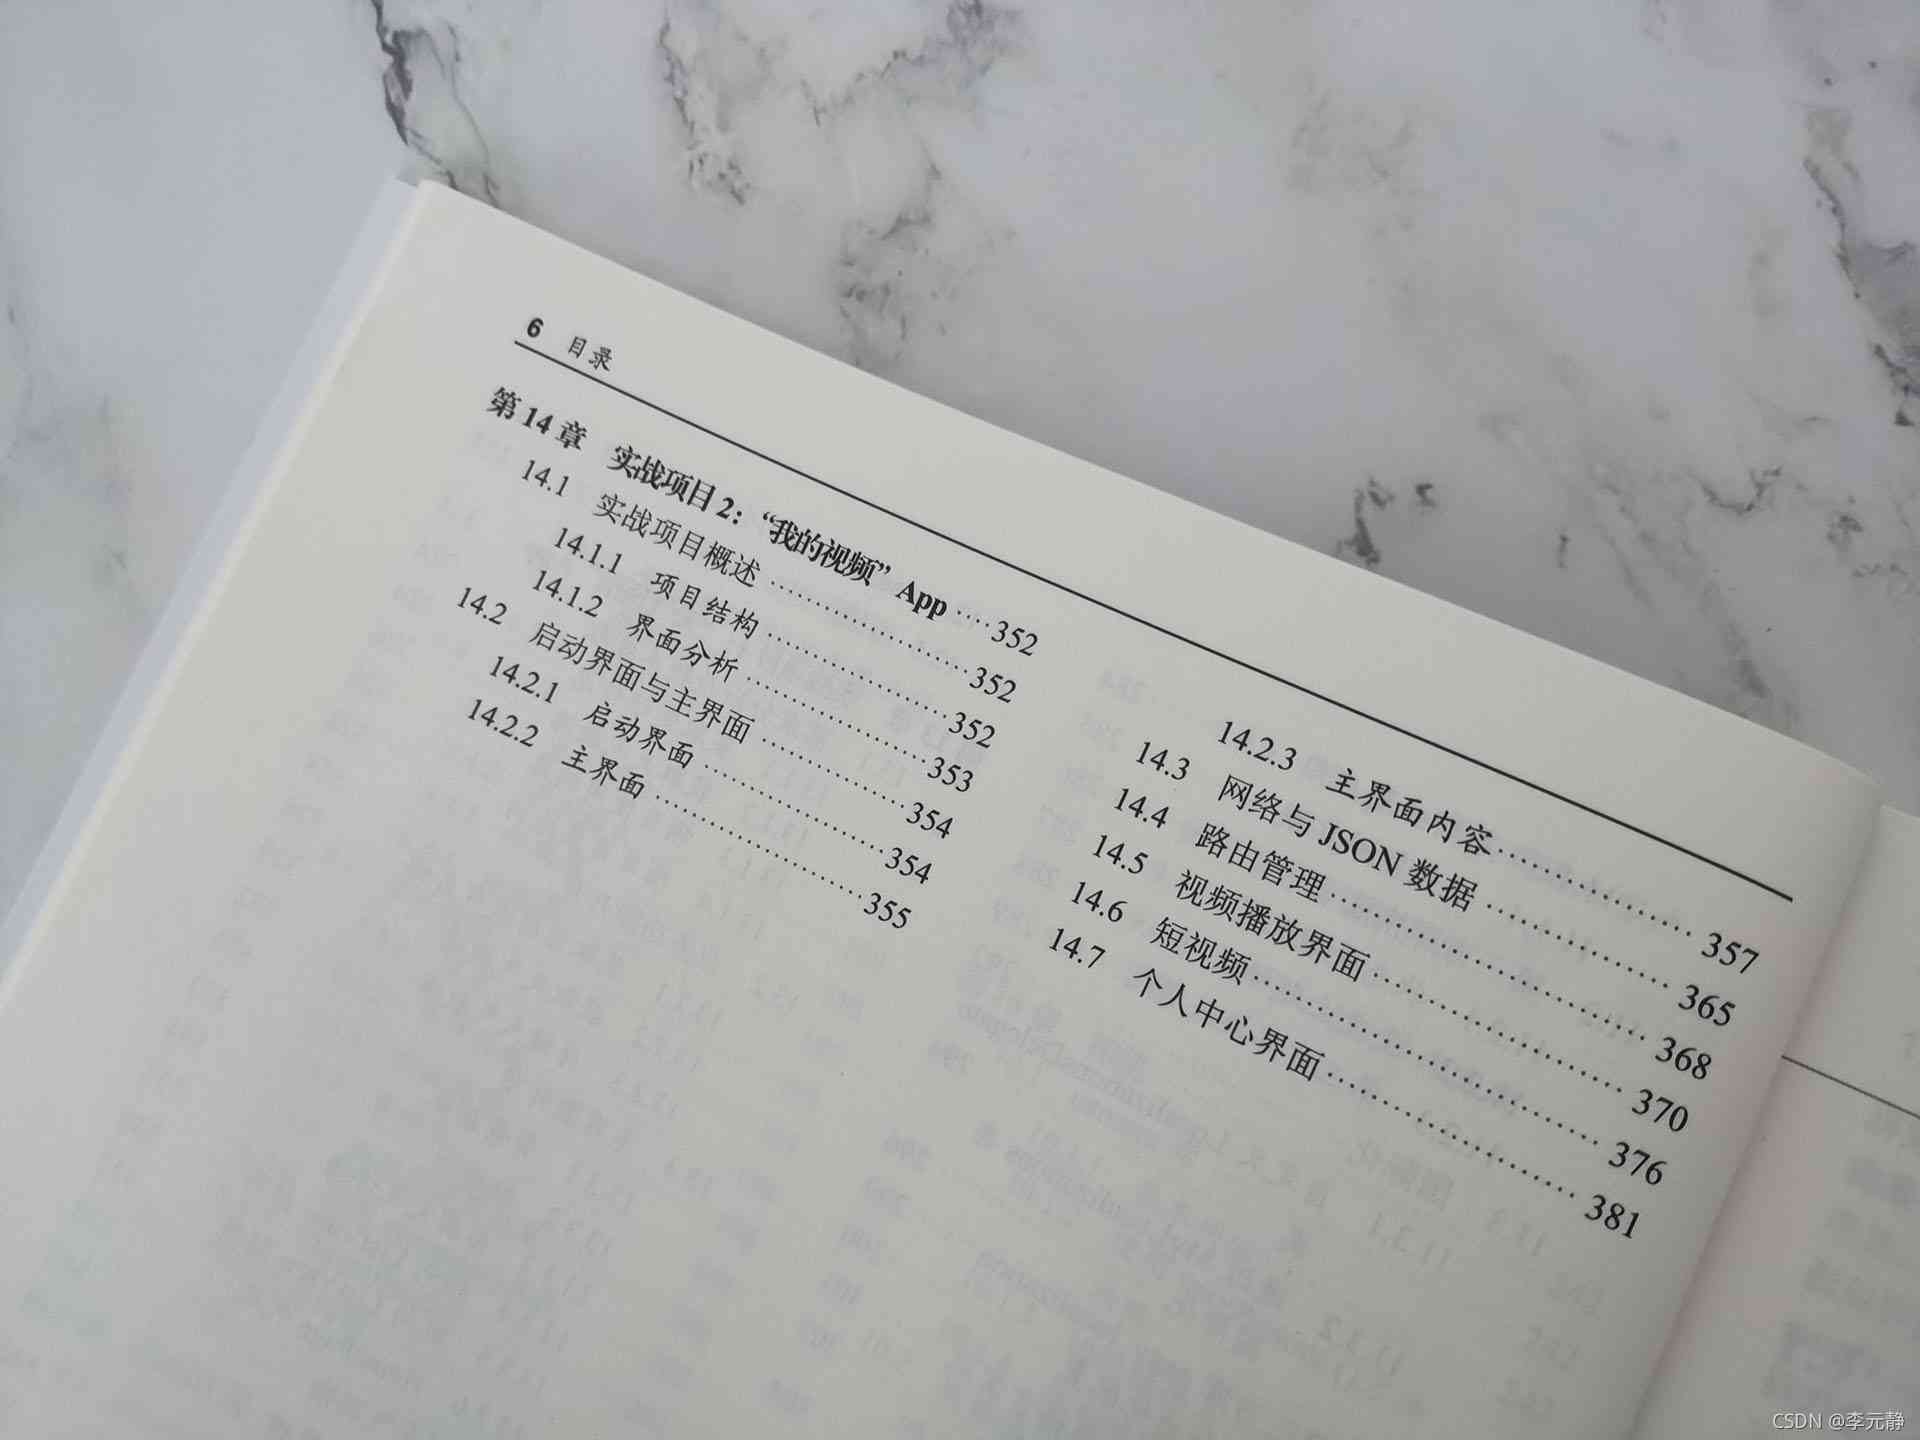 6 目录
第 14 章 实战项目 2：“我的视频” App ····352
14.1 实战项目概述 ··················352
14.1.1 项目结构 ··················352
14.1.2 界面分析 ··················353
14.2 启动界面与主界面 ··············354
14.2.1 启动界面 ··················354
14.2.2 主界面 ····················355
14.2.3 主界面内容 ················357
14.3 网络与 JSON 数据 ··············365
14.4 路由管理 ······················368
14.5 视频播放界面 ··················370
14.6 短视频 ························376
14.7 个人中心界面 ··················381
CSDN @李元静